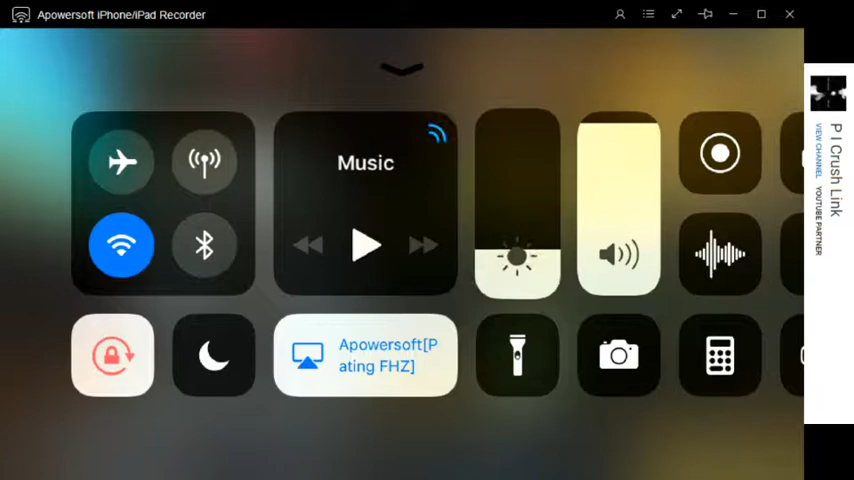 Apowersoft iPhone/iPad Recorder
Music
Apowersoft[P
ating FHZ]
P I Crush Link
VIEW CHANNEL YOUTUBE PARTNER